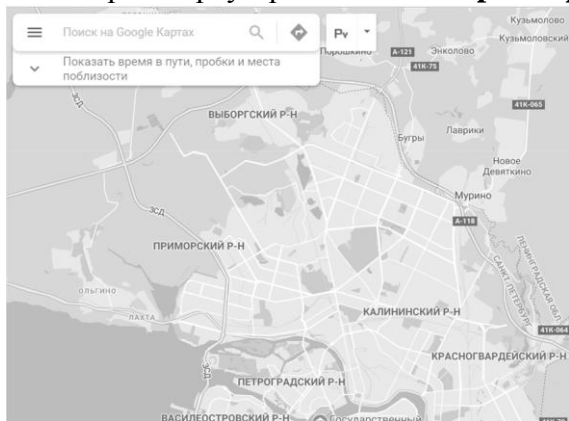 Поиск на Google Картах
Показать время в пути, пробки и места
поблизости
Порошкино
А-121
Энколово
41К-75
Кузьмолово
Кузьмоловский
41К-065
ЗСД
ВЫБОРГСКИЙ Р-Н
Бугры
Лаврики
Новое
Девяткино
Мурино
А-118
ЗСД
ПРИМОРСКИЙ Р-Н
ЛЕНИНГРАДСКАЯ ОБЛ.
САНКТ-ПЕТЕРБУРГ
ОЛЬГИНО
ЛАХТА
КАЛИНИНСКИЙ Р-Н
41К-064
КРАСНОГВАРДЕЙСКИЙ Р-Н
ЗСД
ПЕТРОГРАДСКИЙ Р-Н
ВАСИЛЕОСТРОВСКИЙ Р-Н
Государственный